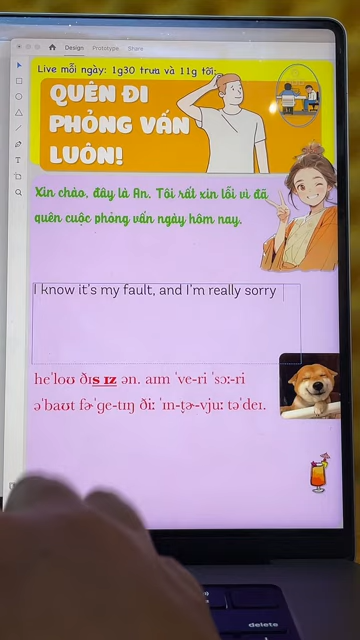 Design Prototype Share
Live mỗi ngày: 1g30 trưa và 11g tối
QUÊN ĐI
PHỎNG VẤN
LUÔN!
Xin chào, đây là An. Tôi rất xin lỗi vì đã
quên cuộc phỏng vấn ngày hôm nay.
I know it's my fault, and I'm really sorry
heˈloʊ ðɪs ɪz ən. aɪm ˈve-ri ˈsɔː-ri
əˈbaʊt fɚˈge-tɪŋ ðiː ˈɪn-t̬ɚ-vjuː təˈdeɪ.
delete